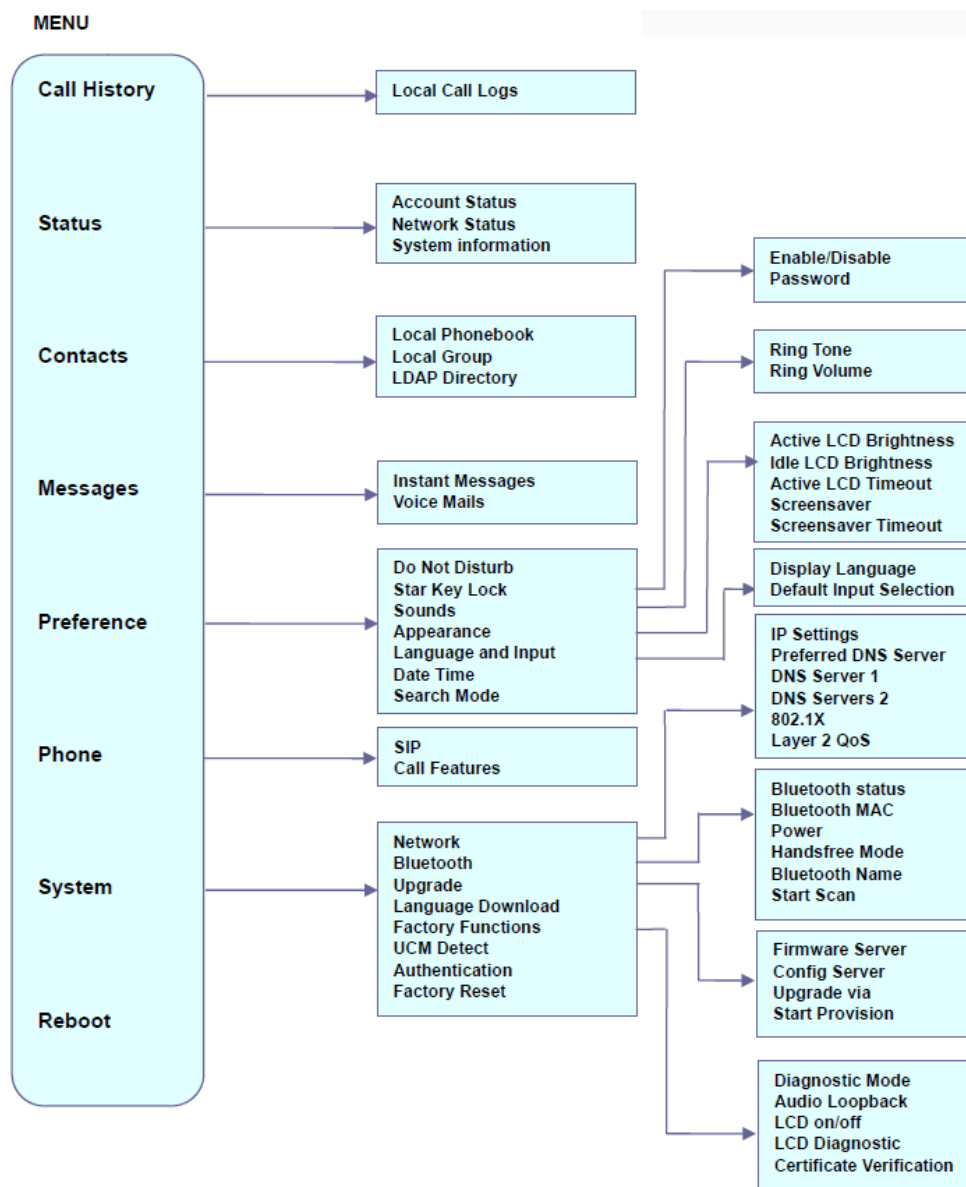 MENU
Call History
Local Call Logs
Status
Account Status
Network Status
System information
Enable/Disable
Password
Contacts
Local Phonebook
Local Group
LDAP Directory
Ring Tone
Ring Volume
Messages
Instant Messages
Voice Mails
Active LCD Brightness
Idle LCD Brightness
Active LCD Timeout
Screensaver
Screensaver Timeout
Preference
Do Not Disturb
Star Key Lock
Sounds
Appearance
Language and Input
Date Time
Search Mode
Display Language
Default Input Selection
IP Settings
Preferred DNS Server
DNS Server 1
DNS Servers 2
802.1X
Layer 2 QoS
Phone
SIP
Call Features
System
Network
Bluetooth
Upgrade
Language Download
Factory Functions
UCM Detect
Authentication
Factory Reset
Bluetooth status
Bluetooth MAC
Power
Handsfree Mode
Bluetooth Name
Start Scan
Firmware Server
Config Server
Upgrade via
Start Provision
Reboot
Diagnostic Mode
Audio Loopback
LCD on/off
LCD Diagnostic
Certificate Verification